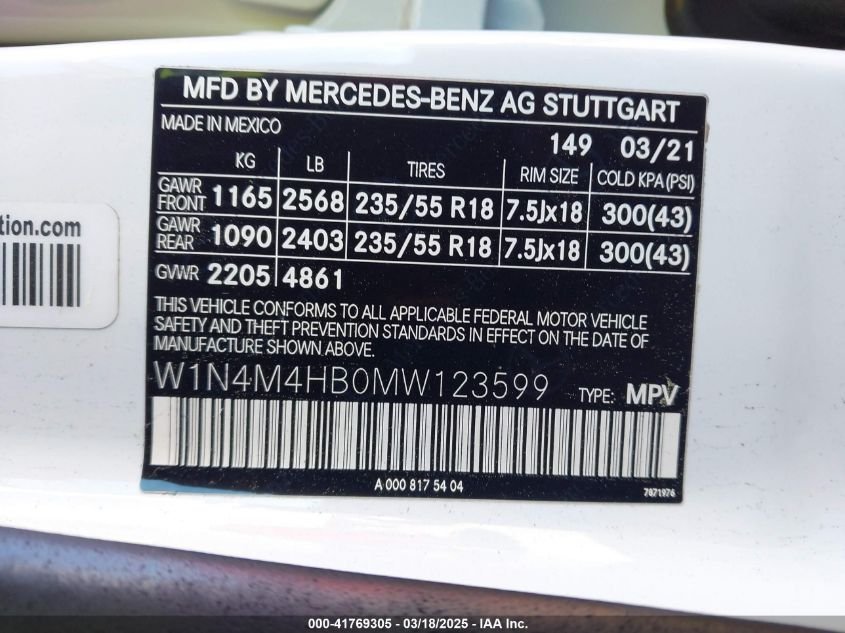 MFD BY MERCEDES-BENZ AG STUTTGART
MADE IN MEXICO 149 03/21
KG LB TIRES RIM SIZE COLD KPA (PSI)
GAWR FRONT 1165 2568 235/55 R18 7.5Jx18 300(43)
GAWR REAR 1090 2403 235/55 R18 7.5Jx18 300(43)
GVWR 2205 4861
THIS VEHICLE CONFORMS TO ALL APPLICABLE FEDERAL MOTOR VEHICLE
SAFETY AND THEFT PREVENTION STANDARDS IN EFFECT ON THE DATE OF
MANUFACTURE SHOWN ABOVE.
W1N4M4HB0MW123599 TYPE: MPV
A 000 817 54 04
7871976
tion.com
000-41769305 - 03/18/2025 - IAA Inc.